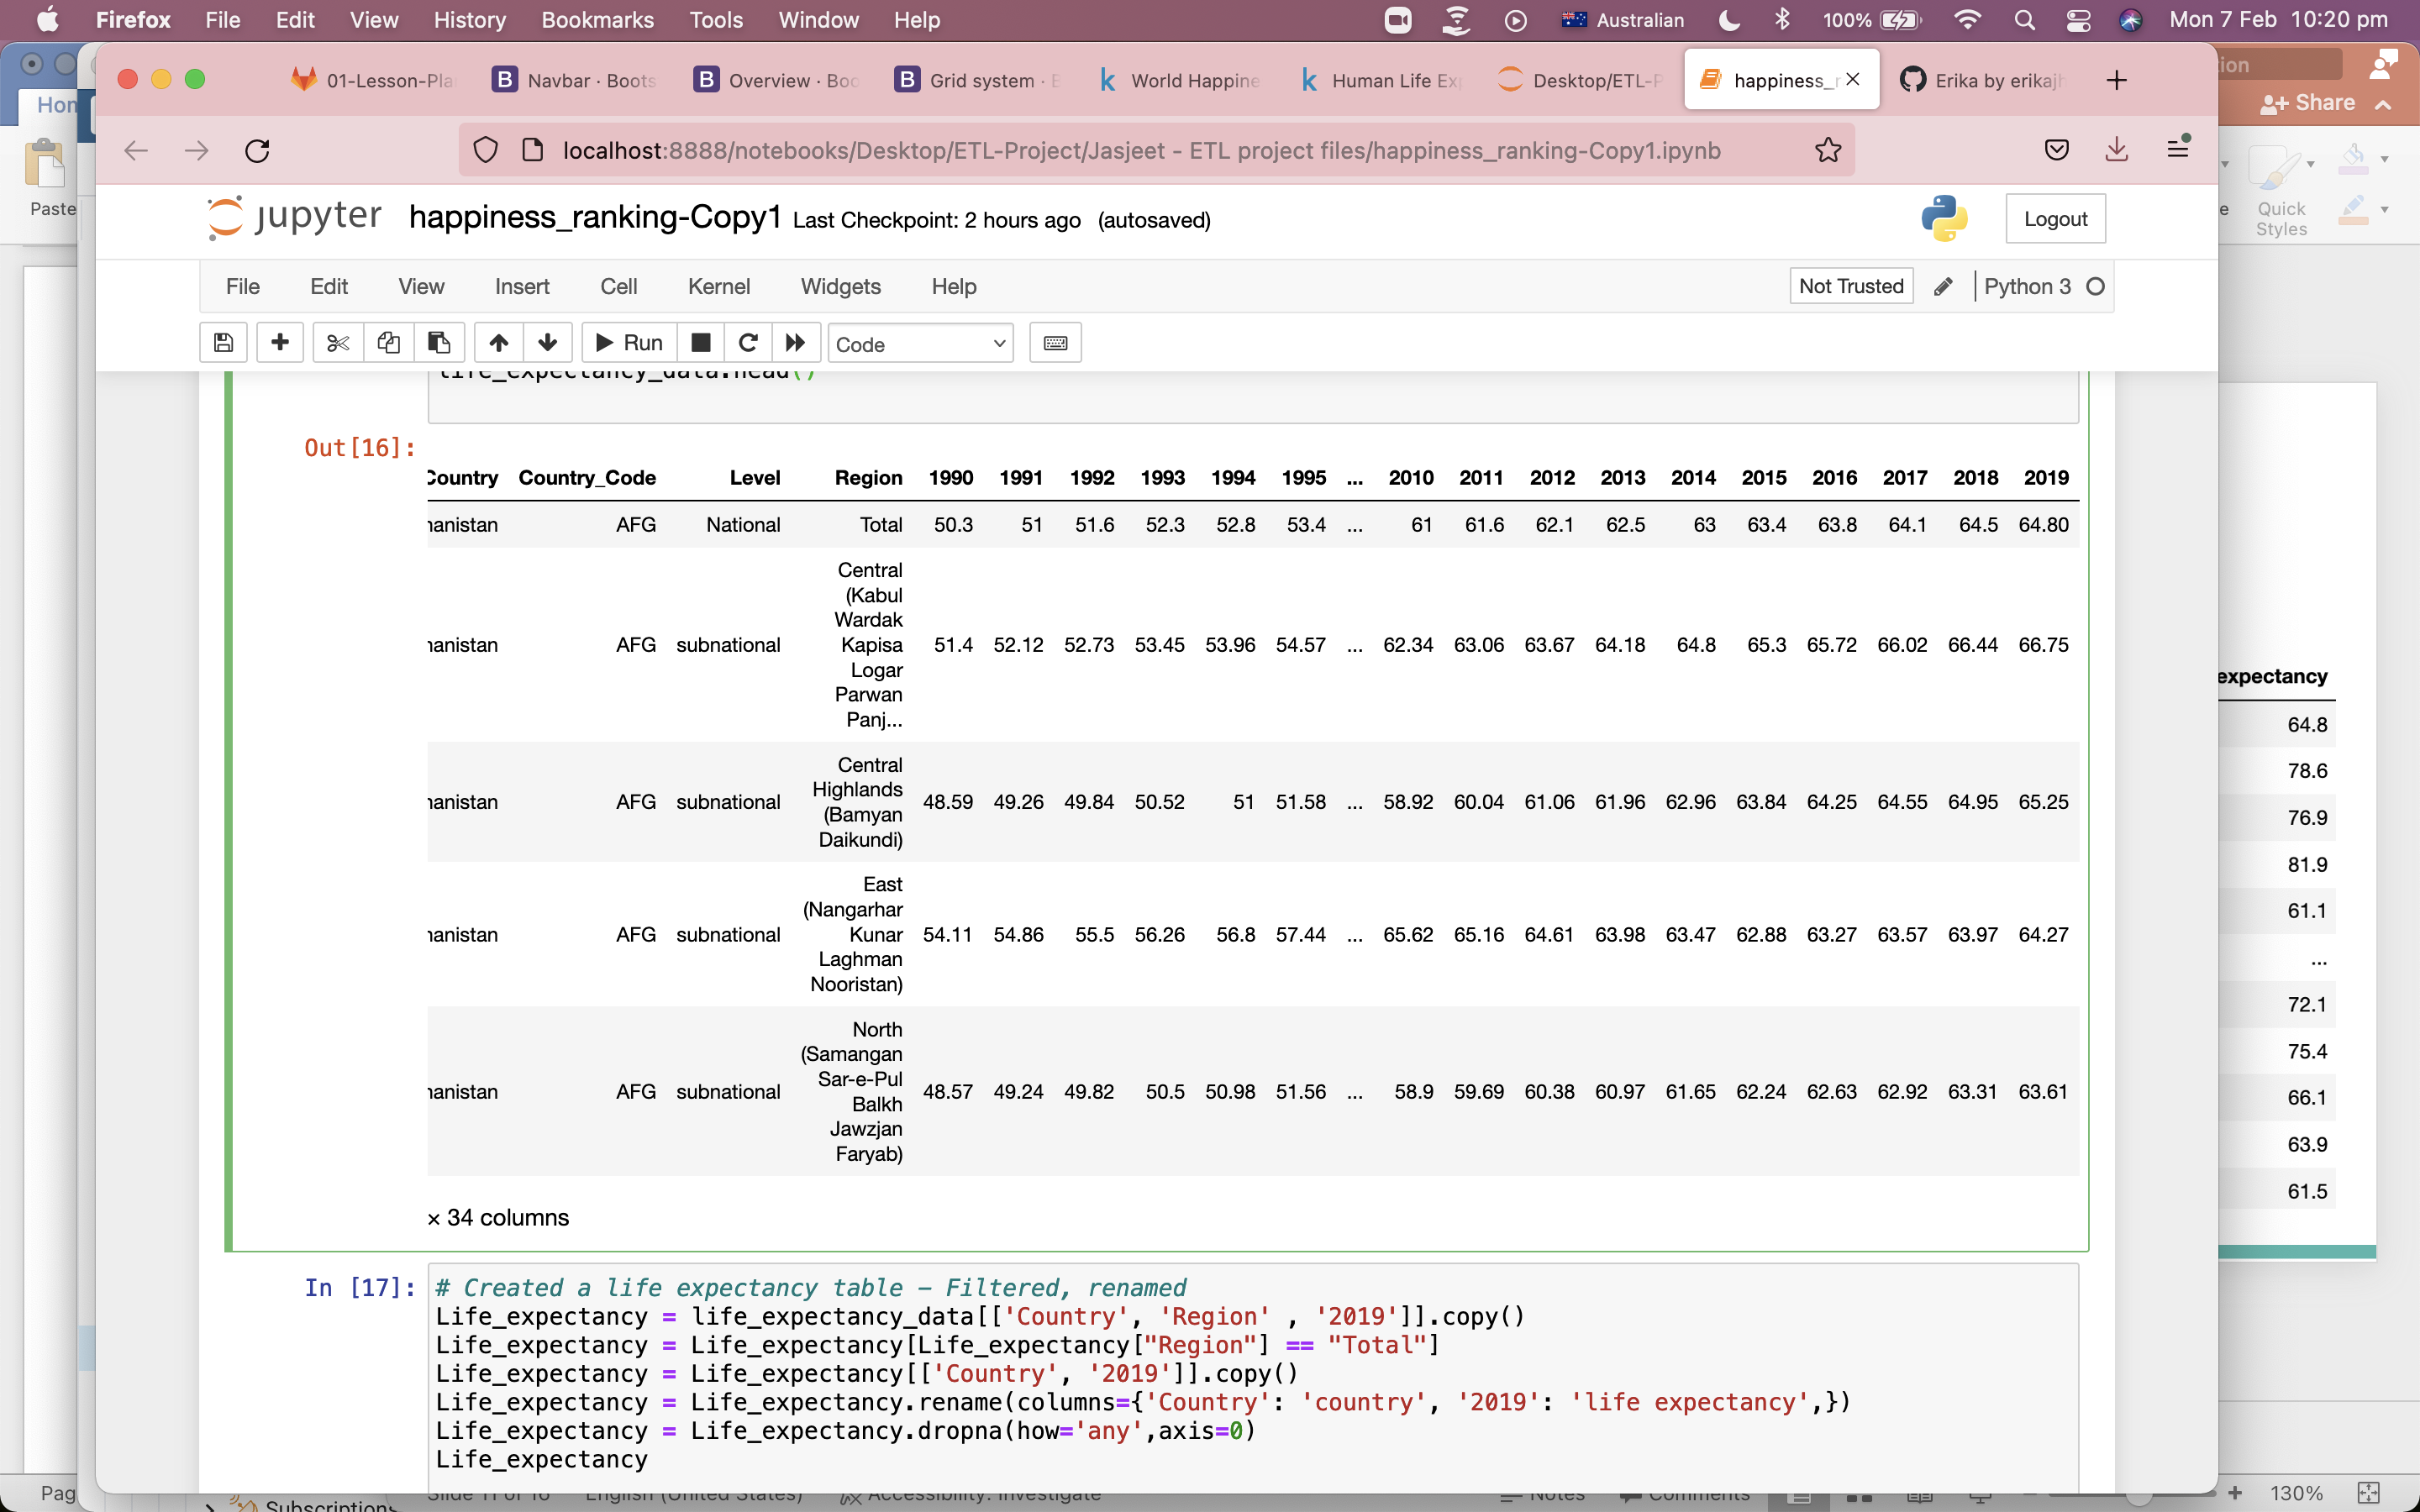 Firefox File Edit View History Bookmarks Tools Window Help Australian 100% Mon 7 Feb 10:20 pm
01-Lesson-Pla Navbar · Boots Overview · Boo Grid system · B World Happine Human Life Ex Desktop/ETL-P happiness_r Erika by erikajh
localhost:8888/notebooks/Desktop/ETL-Project/Jasjeet - ETL project files/happiness_ranking-Copy1.ipynb
Share
Paste
Quick
Styles
jupyter happiness_ranking-Copy1 Last Checkpoint: 2 hours ago (autosaved) Logout
File Edit View Insert Cell Kernel Widgets Help Not Trusted Python 3
Run Code
life_expectancy_data.head()
Out[16]:
Country Country_Code Level Region 1990 1991 1992 1993 1994 1995 ... 2010 2011 2012 2013 2014 2015 2016 2017 2018 2019
hanistan AFG National Total 50.3 51 51.6 52.3 52.8 53.4 ... 61 61.6 62.1 62.5 63 63.4 63.8 64.1 64.5 64.80
Central
(Kabul
Wardak
hanistan AFG subnational Kapisa 51.4 52.12 52.73 53.45 53.96 54.57 ... 62.34 63.06 63.67 64.18 64.8 65.3 65.72 66.02 66.44 66.75
Logar
Parwan
Panj...
Central
Highlands
hanistan AFG subnational (Bamyan 48.59 49.26 49.84 50.52 51 51.58 ... 58.92 60.04 61.06 61.96 62.96 63.84 64.25 64.55 64.95 65.25
Daikundi)
East
(Nangarhar
hanistan AFG subnational Kunar 54.11 54.86 55.5 56.26 56.8 57.44 ... 65.62 65.16 64.61 63.98 63.47 62.88 63.27 63.57 63.97 64.27
Laghman
Nooristan)
North
(Samangan
Sar-e-Pul
hanistan AFG subnational Balkh 48.57 49.24 49.82 50.5 50.98 51.56 ... 58.9 59.69 60.38 60.97 61.65 62.24 62.63 62.92 63.31 63.61
Jawzjan
Faryab)
× 34 columns
expectancy
64.8
78.6
76.9
81.9
61.1
...
72.1
75.4
66.1
63.9
61.5
In [17]:
# Created a life expectancy table – Filtered, renamed
Life_expectancy = life_expectancy_data[['Country', 'Region' , '2019']].copy()
Life_expectancy = Life_expectancy[Life_expectancy["Region"] == "Total"]
Life_expectancy = Life_expectancy[['Country', '2019']].copy()
Life_expectancy = Life_expectancy.rename(columns={'Country': 'country', '2019': 'life expectancy',})
Life_expectancy = Life_expectancy.dropna(how='any',axis=0)
Life_expectancy
Pag Subscriptions Slide 11 of 16 English (United States) Accessibility: Investigate Notes Comments 130%